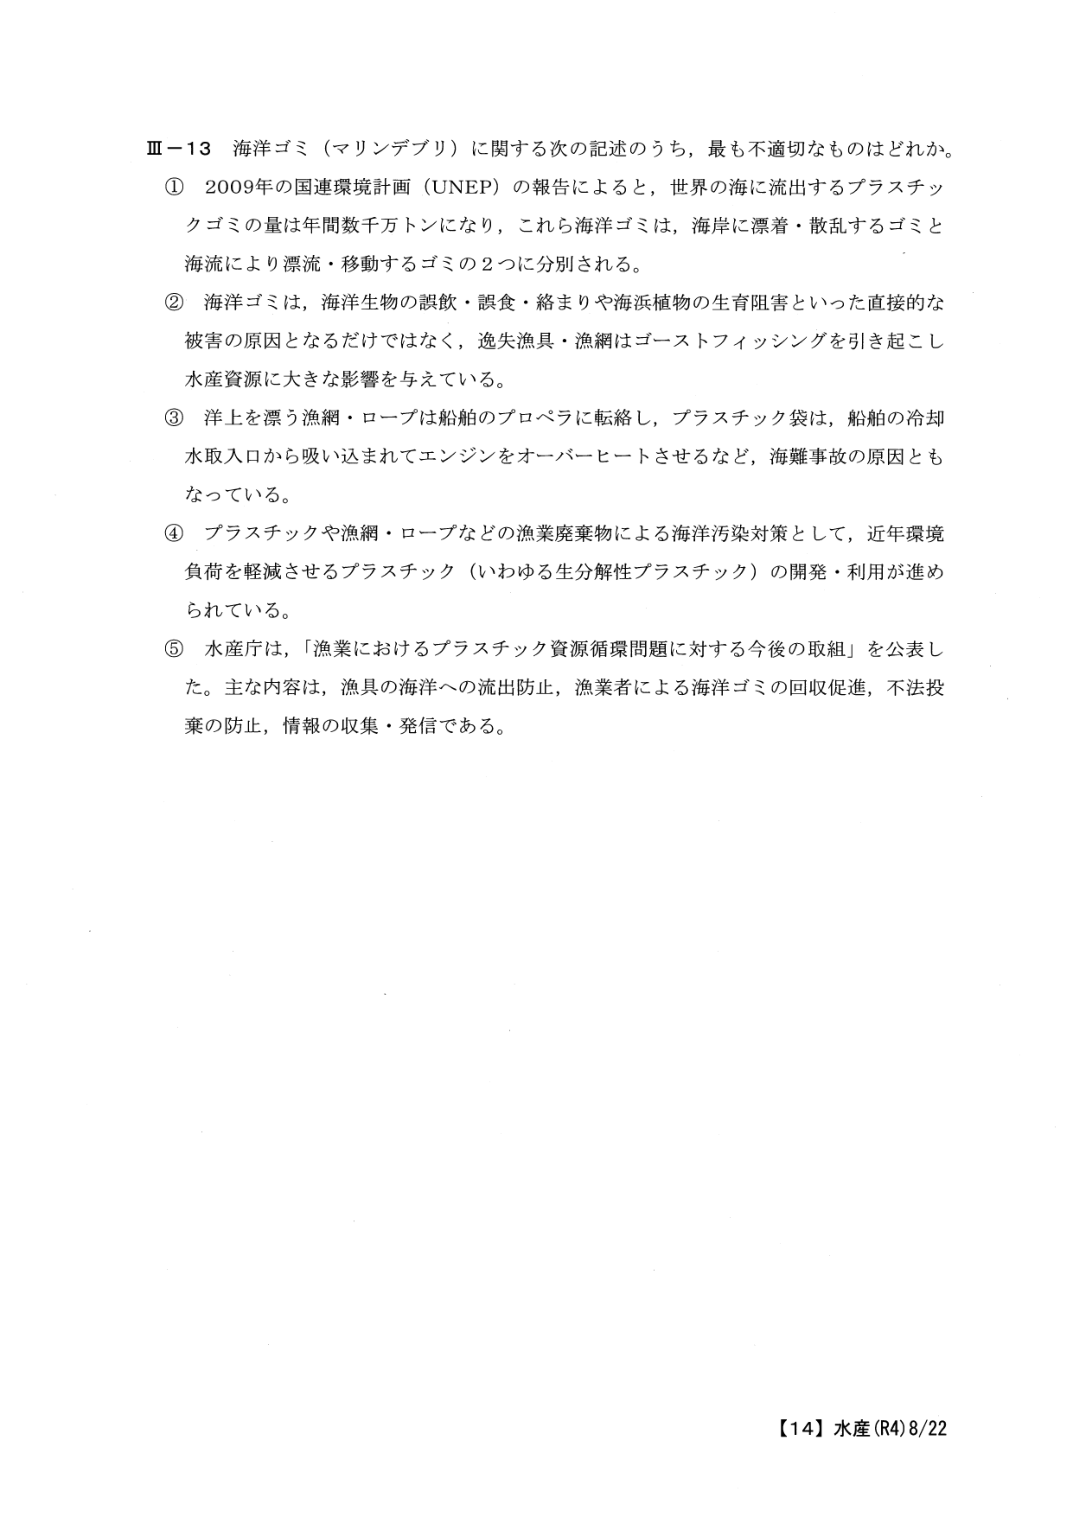 Ⅲ－13　海洋ゴミ（マリンデブリ）に関する次の記述のうち，最も不適切なものはどれか。
①　2009年の国連環境計画（UNEP）の報告によると，世界の海に流出するプラスチッ
クゴミの量は年間数千万トンになり，これら海洋ゴミは，海岸に漂着・散乱するゴミと
海流により漂流・移動するゴミの２つに分別される。
②　海洋ゴミは，海洋生物の誤飲・誤食・絡まりや海浜植物の生育阻害といった直接的な
被害の原因となるだけではなく，逸失漁具・漁網はゴーストフィッシングを引き起こし
水産資源に大きな影響を与えている。
③　洋上を漂う漁網・ロープは船舶のプロペラに転絡し，プラスチック袋は，船舶の冷却
水取入口から吸い込まれてエンジンをオーバーヒートさせるなど，海難事故の原因とも
なっている。
④　プラスチックや漁網・ロープなどの漁業廃棄物による海洋汚染対策として，近年環境
負荷を軽減させるプラスチック（いわゆる生分解性プラスチック）の開発・利用が進め
られている。
⑤　水産庁は，「漁業におけるプラスチック資源循環問題に対する今後の取組」を公表し
た。主な内容は，漁具の海洋への流出防止，漁業者による海洋ゴミの回収促進，不法投
棄の防止，情報の収集・発信である。
【14】水産(R4)8/22